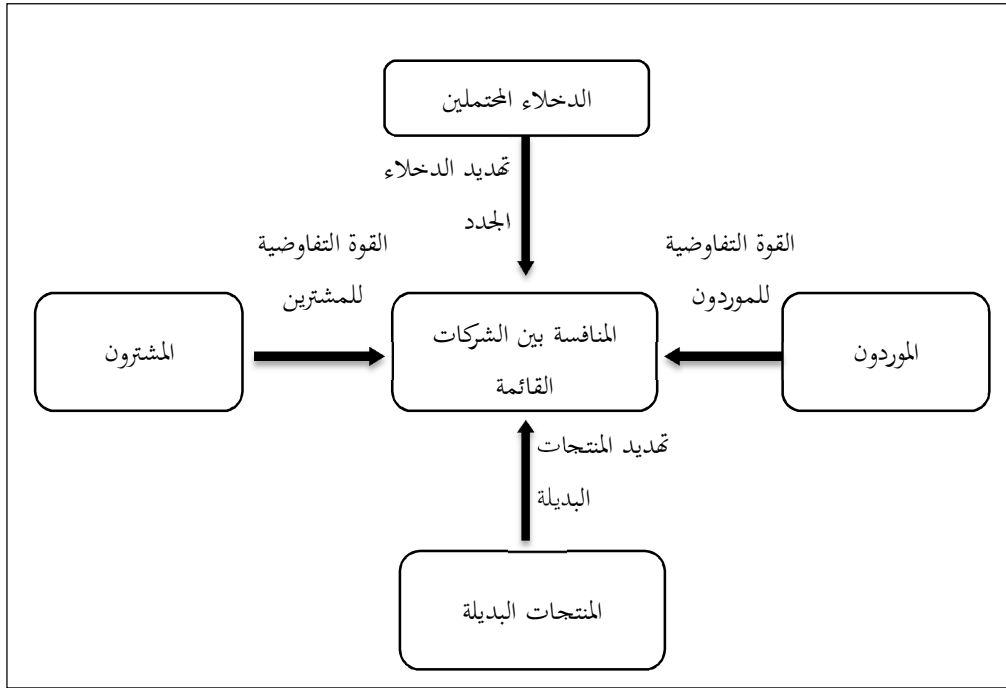 الدخلاء المحتملين
تهديد الدخلاء
الجدد
القوة التفاوضية
للموردون
القوة التفاوضية
للمشترين
الموردون
المنافسة بين الشركات
القائمة
المشترون
تهديد المنتجات
البديلة
المنتجات البديلة